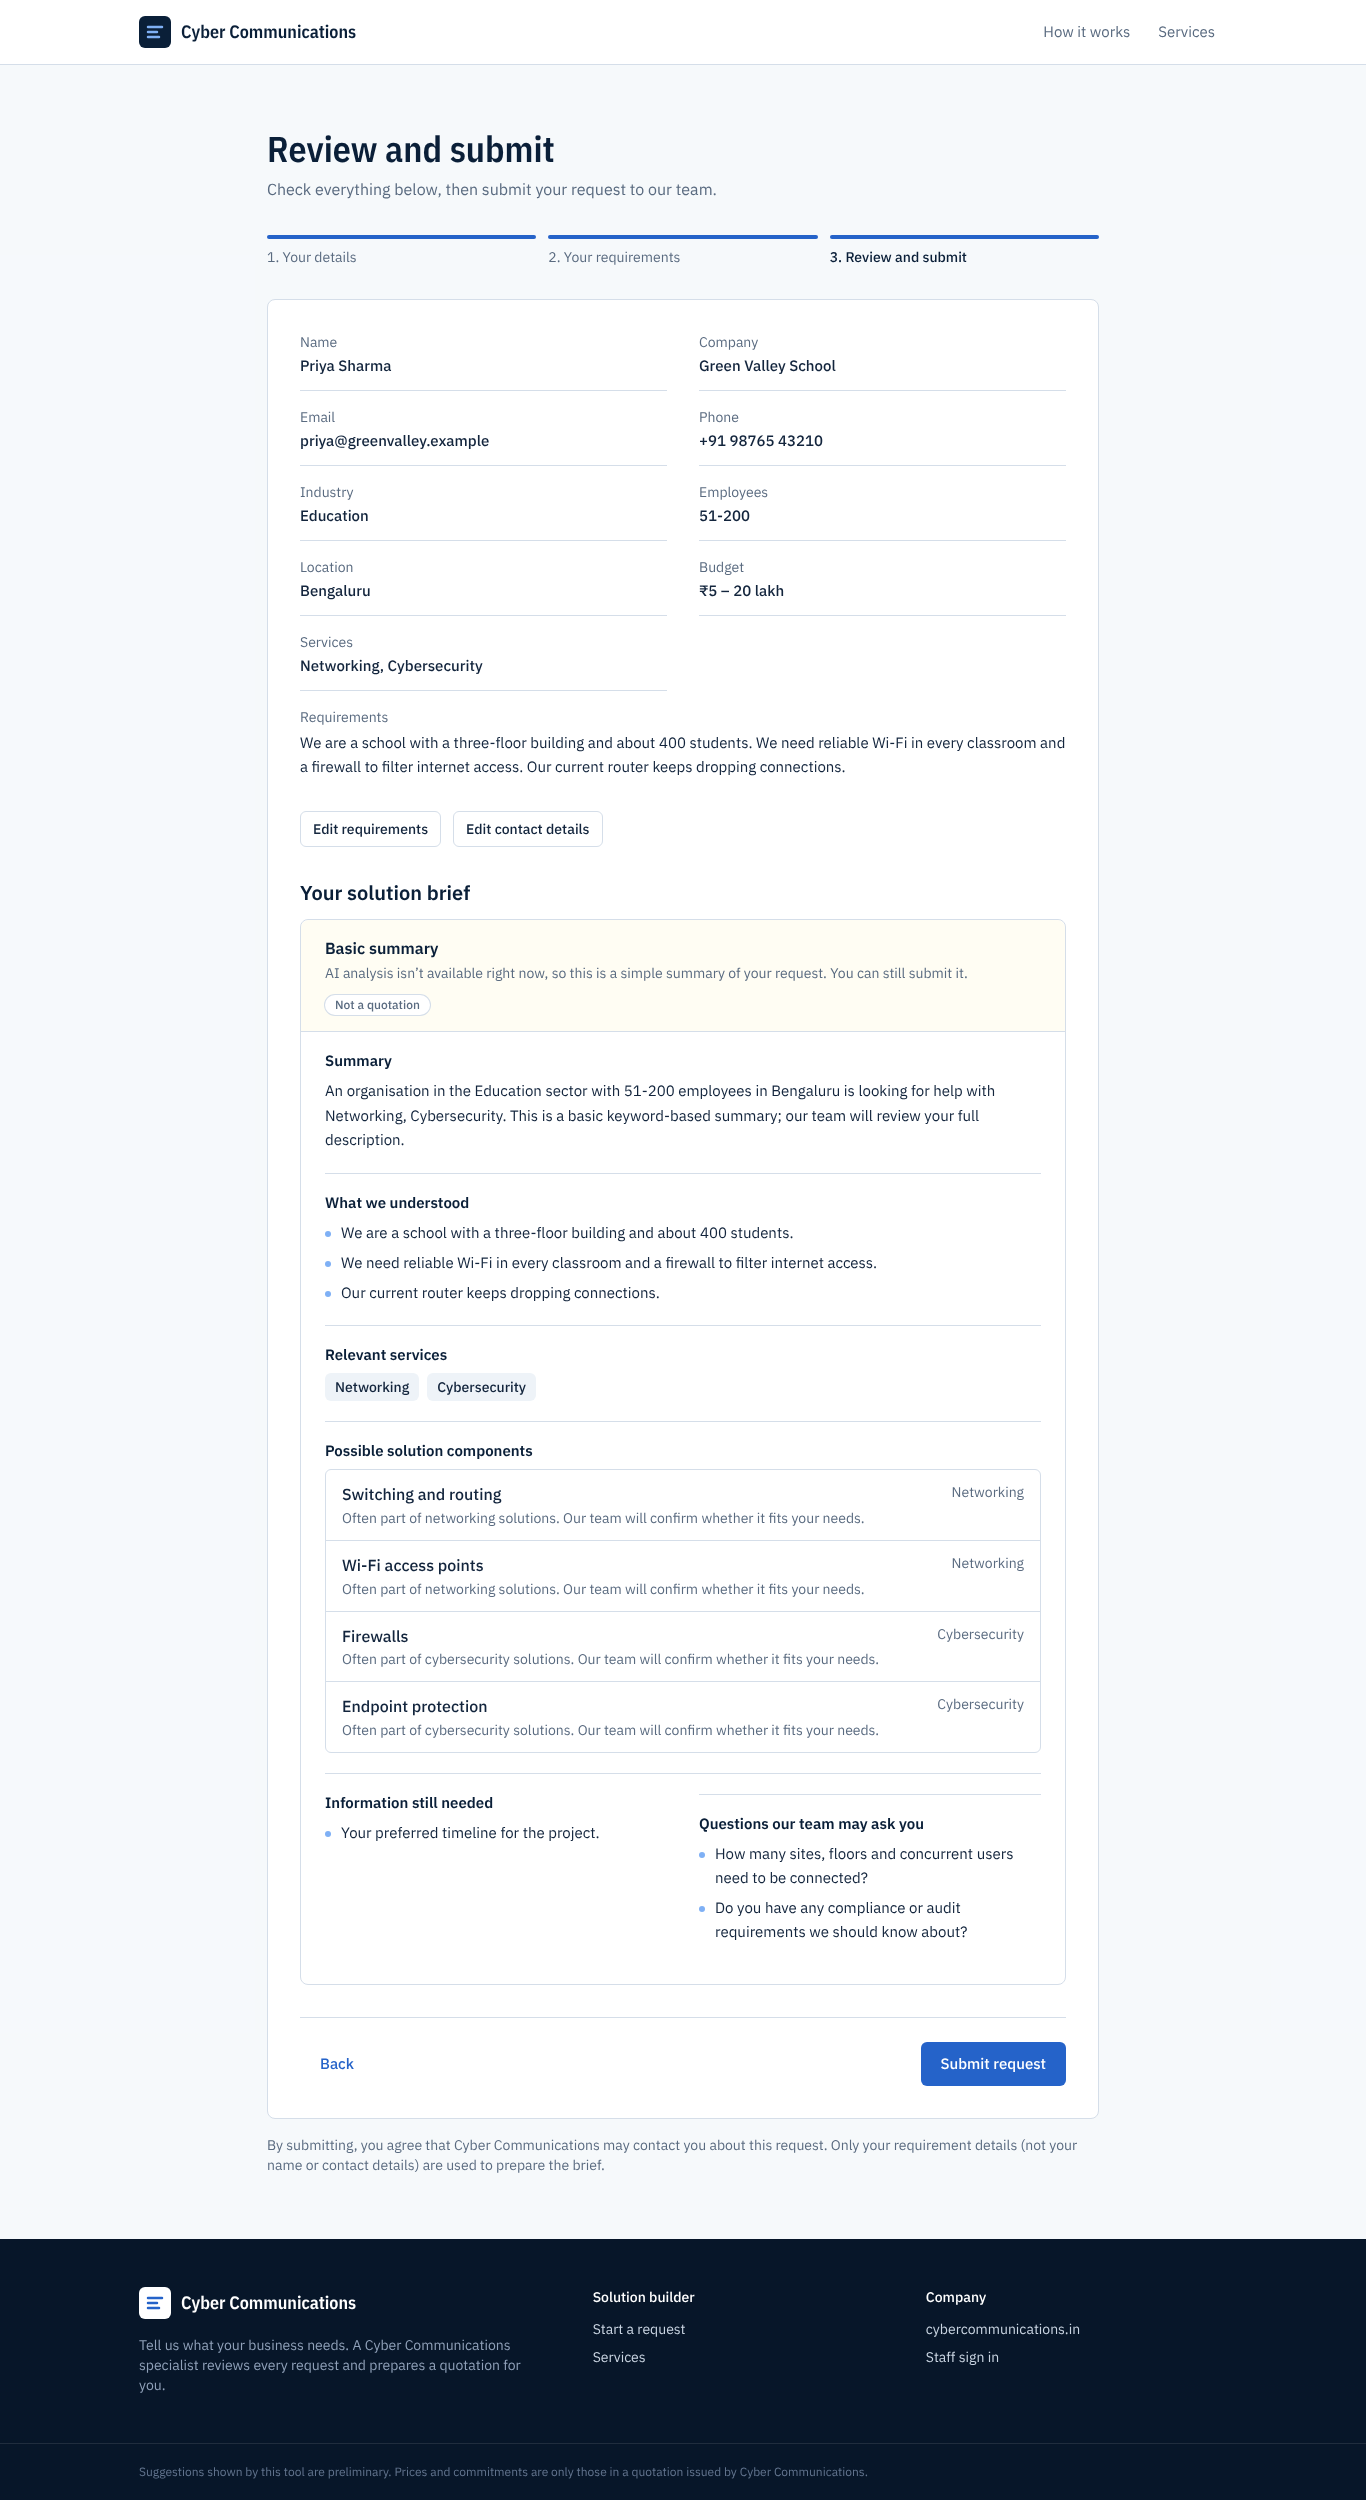 Cyber Communications
How it works
Services
Review and submit
Check everything below, then submit your request to our team.
1. Your details
2. Your requirements
3. Review and submit
Name
Priya Sharma
Company
Green Valley School
Email
priya@greenvalley.example
Phone
+91 98765 43210
Industry
Education
Employees
51-200
Location
Bengaluru
Budget
₹5 – 20 lakh
Services
Networking, Cybersecurity
Requirements
We are a school with a three-floor building and about 400 students. We need reliable Wi-Fi in every classroom and
a firewall to filter internet access. Our current router keeps dropping connections.
Edit requirements
Edit contact details
Your solution brief
Basic summary
AI analysis isn’t available right now, so this is a simple summary of your request. You can still submit it.
Not a quotation
Summary
An organisation in the Education sector with 51-200 employees in Bengaluru is looking for help with
Networking, Cybersecurity. This is a basic keyword-based summary; our team will review your full
description.
What we understood
We are a school with a three-floor building and about 400 students.
We need reliable Wi-Fi in every classroom and a firewall to filter internet access.
Our current router keeps dropping connections.
Relevant services
Networking
Cybersecurity
Possible solution components
Switching and routing
Networking
Often part of networking solutions. Our team will confirm whether it fits your needs.
Wi-Fi access points
Networking
Often part of networking solutions. Our team will confirm whether it fits your needs.
Firewalls
Cybersecurity
Often part of cybersecurity solutions. Our team will confirm whether it fits your needs.
Endpoint protection
Cybersecurity
Often part of cybersecurity solutions. Our team will confirm whether it fits your needs.
Information still needed
Your preferred timeline for the project.
Questions our team may ask you
How many sites, floors and concurrent users
need to be connected?
Do you have any compliance or audit
requirements we should know about?
Back
Submit request
By submitting, you agree that Cyber Communications may contact you about this request. Only your requirement details (not your
name or contact details) are used to prepare the brief.
Cyber Communications
Tell us what your business needs. A Cyber Communications
specialist reviews every request and prepares a quotation for
you.
Solution builder
Start a request
Services
Company
cybercommunications.in
Staff sign in
Suggestions shown by this tool are preliminary. Prices and commitments are only those in a quotation issued by Cyber Communications.